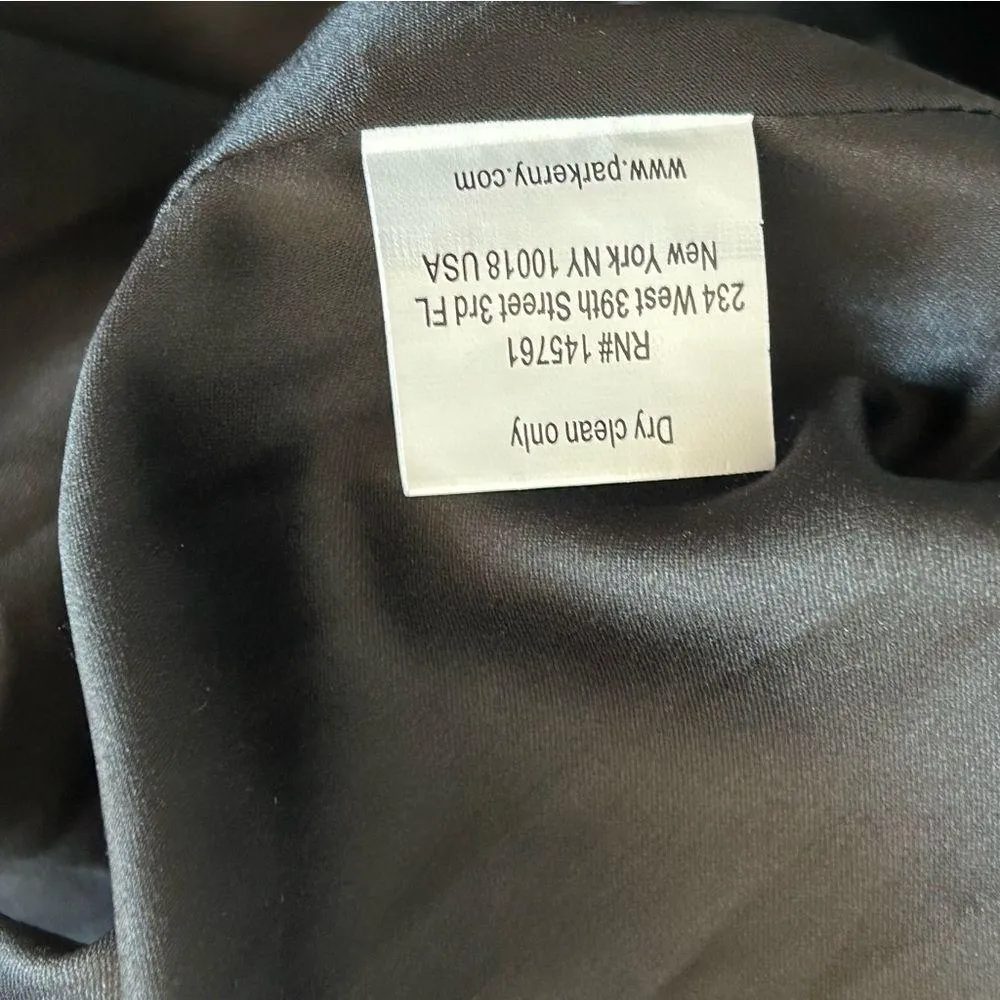 Dry clean only
RN# 145761
234 West 39th Street 3rd FL
New York NY 10018 USA
www.parkerny.com